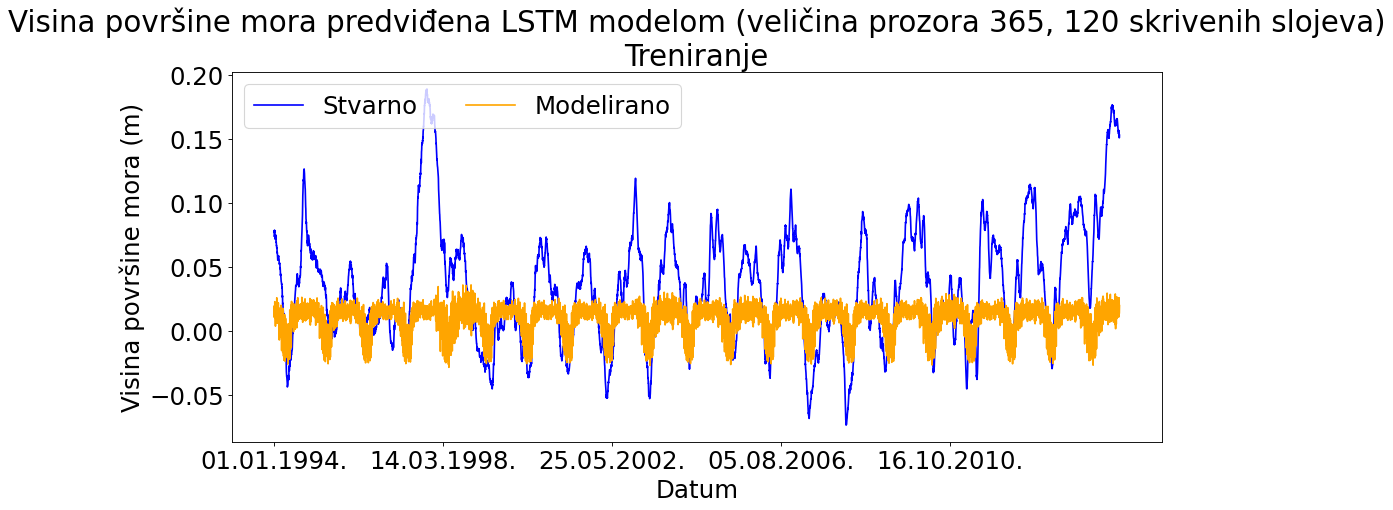 Visina površine mora predviđena LSTM modelom (veličina prozora 365, 120 skrivenih slojeva)
Treniranje
Stvarno Modelirano
Visina površine mora (m)
0.20
0.15
0.10
0.05
0.00
−0.05
01.01.1994. 14.03.1998. 25.05.2002. 05.08.2006. 16.10.2010.
Datum